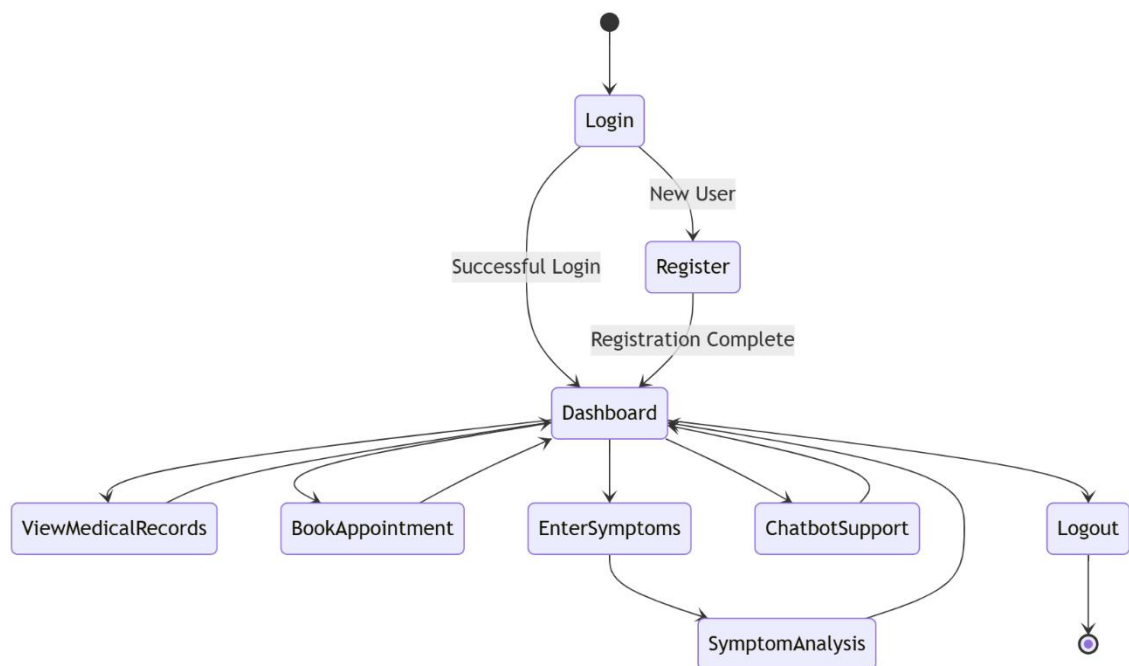 Login
New User
Successful Login
Register
Registration Complete
Dashboard
ViewMedicalRecords
BookAppointment
EnterSymptoms
ChatbotSupport
Logout
SymptomAnalysis